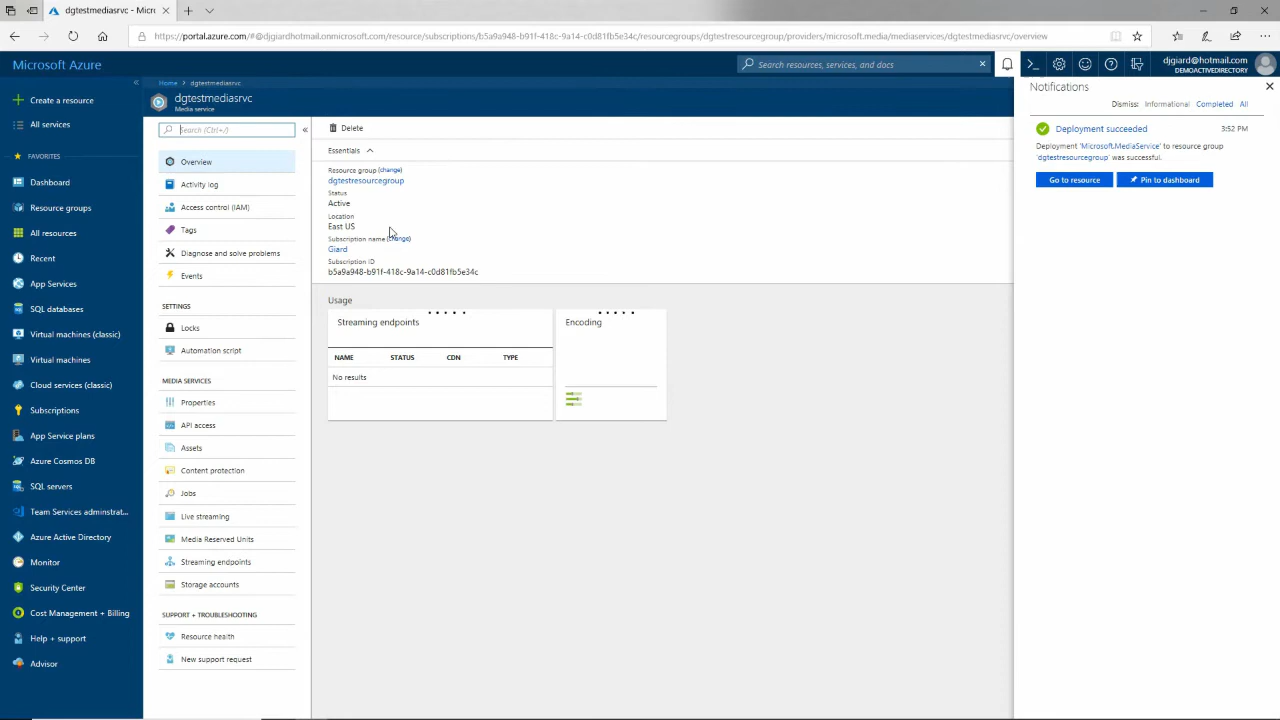 dgtestmediasrvc - Micr
https://portal.azure.com/#@djgiardhotmail.onmicrosoft.com/resource/subscriptions/b5a9a948-b91f-418c-9a14-c0d81fb5e34c/resourcegroups/dgtestresourcegroup/providers/microsoft.media/mediaservices/dgtestmediasrvc/overview
Microsoft Azure
Search resources, services, and docs
djgiard@hotmail.com
DEMOACTIVEDIRECTORY
Create a resource
All services
FAVORITES
Dashboard
Resource groups
All resources
Recent
App Services
SQL databases
Virtual machines (classic)
Virtual machines
Cloud services (classic)
Subscriptions
App Service plans
Azure Cosmos DB
SQL servers
Team Services adminstrat...
Azure Active Directory
Monitor
Security Center
Cost Management + Billing
Help + support
Advisor
Home > dgtestmediasrvc
dgtestmediasrvc
Media service
Search (Ctrl+/)
Overview
Activity log
Access control (IAM)
Tags
Diagnose and solve problems
Events
SETTINGS
Locks
Automation script
MEDIA SERVICES
Properties
API access
Assets
Content protection
Jobs
Live streaming
Media Reserved Units
Streaming endpoints
Storage accounts
SUPPORT + TROUBLESHOOTING
Resource health
New support request
Delete
Essentials
Resource group (change)
dgtestresourcegroup
Status
Active
Location
East US
Subscription name (change)
Giard
Subscription ID
b5a9a948-b91f-418c-9a14-c0d81fb5e34c
Usage
Streaming endpoints
NAME STATUS CDN TYPE
No results
Encoding
Notifications
Dismiss: Informational Completed All
Deployment succeeded 3:52 PM
Deployment 'Microsoft.MediaService' to resource group
'dgtestresourcegroup' was successful.
Go to resource
Pin to dashboard